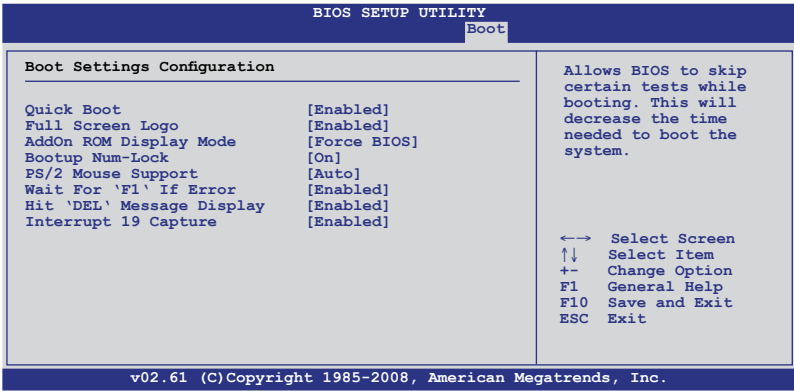 BIOS SETUP UTILITY
Boot
Boot Settings Configuration
Quick Boot [Enabled]
Full Screen Logo [Enabled]
AddOn ROM Display Mode [Force BIOS]
Bootup Num-Lock [On]
PS/2 Mouse Support [Auto]
Wait For ‘F1‘ If Error [Enabled]
Hit ‘DEL‘ Message Display [Enabled]
Interrupt 19 Capture [Enabled]
Allows BIOS to skip
certain tests while
booting. This will
decrease the time
needed to boot the
system.
←→ Select Screen
↑↓ Select Item
+- Change Option
F1 General Help
F10 Save and Exit
ESC Exit
v02.61 (C)Copyright 1985-2008, American Megatrends, Inc.